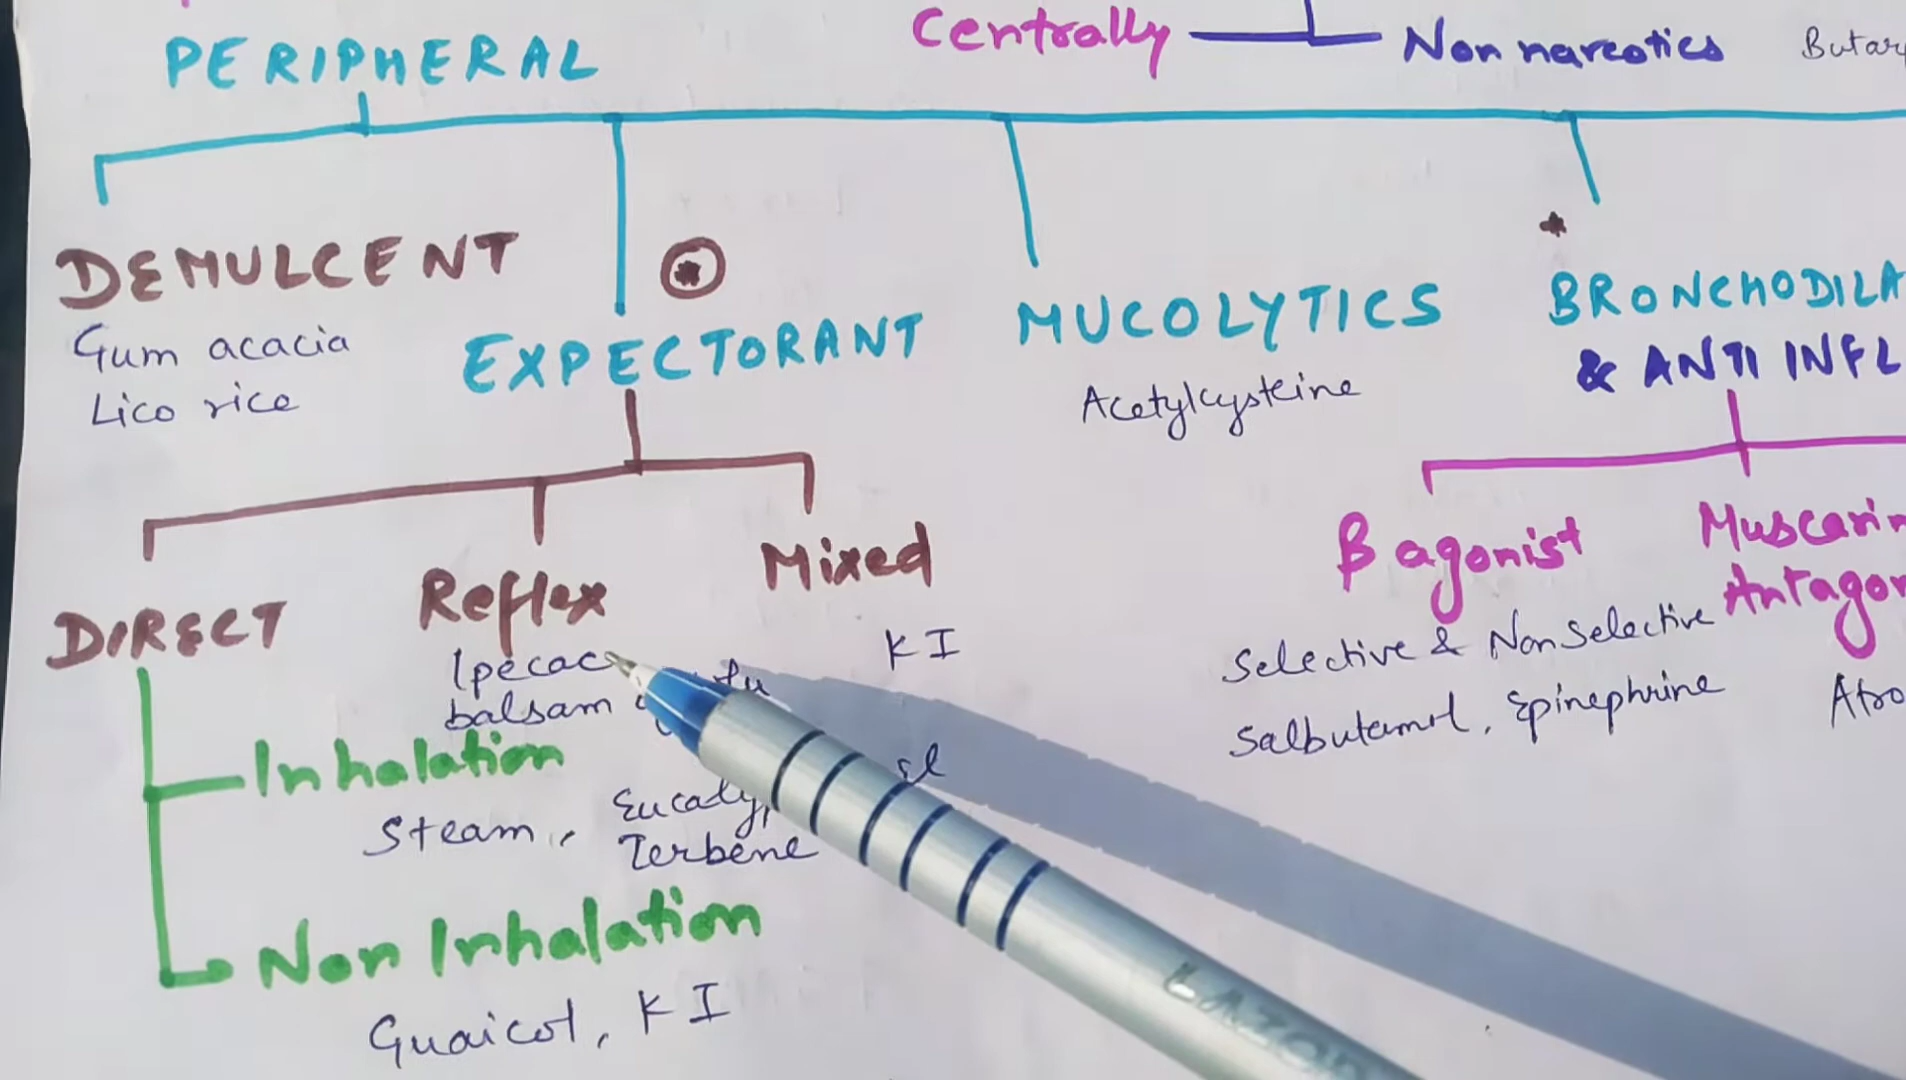 Centrally
Non narcotics
PERIPHERAL
DEMULCENT
Gum acacia
Lico rice
EXPECTORANT
MUCOLYTICS
Acetylcysteine
& ANTI INFL
DIRECT
Reflex
Mixed
Ipecac
balsam
KI
B agonist
Selective & Non Selective
Salbutamol, Epinephrine
Inhalation
Steam,
Terbene
Non Inhalation
Guaicol, KI